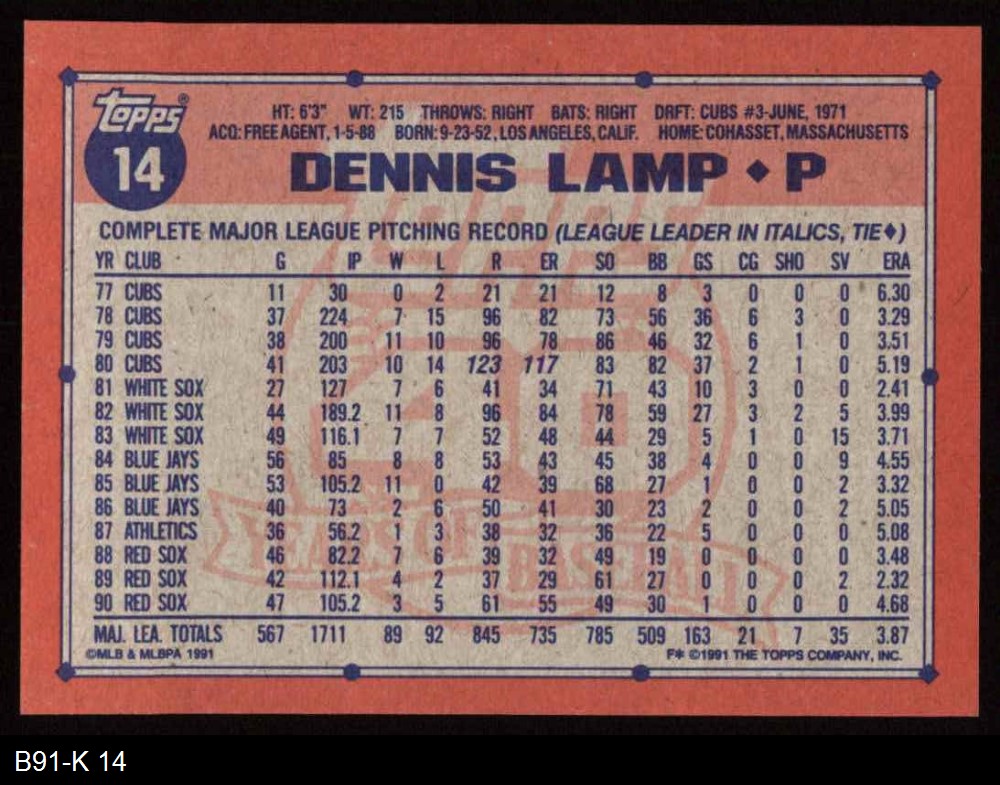 Topps®
14
HT: 6'3" WT: 215 THROWS: RIGHT BATS: RIGHT DRFT: CUBS #3-JUNE, 1971
ACQ: FREE AGENT, 1-5-88 BORN: 9-23-52, LOS ANGELES, CALIF. HOME: COHASSET, MASSACHUSETTS
DENNIS LAMP ◆ P
COMPLETE MAJOR LEAGUE PITCHING RECORD (LEAGUE LEADER IN ITALICS, TIE◆)
YR CLUB G IP W L R ER SO BB GS CG SHO SV ERA
77 CUBS 11 30 0 2 21 21 12 8 3 0 0 0 6.30
78 CUBS 37 224 7 15 96 82 73 56 36 6 3 0 3.29
79 CUBS 38 200 11 10 96 78 86 46 32 6 1 0 3.51
80 CUBS 41 203 10 14 123 117 83 82 37 2 1 0 5.19
81 WHITE SOX 27 127 7 6 41 34 71 43 10 3 0 0 2.41
82 WHITE SOX 44 189.2 11 8 96 84 78 59 27 3 2 5 3.99
83 WHITE SOX 49 116.1 7 7 52 48 44 29 5 1 0 15 3.71
84 BLUE JAYS 56 85 8 8 53 43 45 38 4 0 0 9 4.55
85 BLUE JAYS 53 105.2 11 0 42 39 68 27 1 0 0 2 3.32
86 BLUE JAYS 40 73 2 6 50 41 30 23 2 0 0 2 5.05
87 ATHLETICS 36 56.2 1 3 38 32 36 22 5 0 0 0 5.08
88 RED SOX 46 82.2 7 6 39 32 49 19 0 0 0 0 3.48
89 RED SOX 42 112.1 4 2 37 29 61 27 0 0 0 2 2.32
90 RED SOX 47 105.2 3 5 61 55 49 30 1 0 0 0 4.68
MAJ. LEA. TOTALS 567 1711 89 92 845 735 785 509 163 21 7 35 3.87
©MLB & MLBPA 1991 F* ©1991 THE TOPPS COMPANY, INC.
TOPPS
40
YEARS OF BASEBALL
B91-K 14